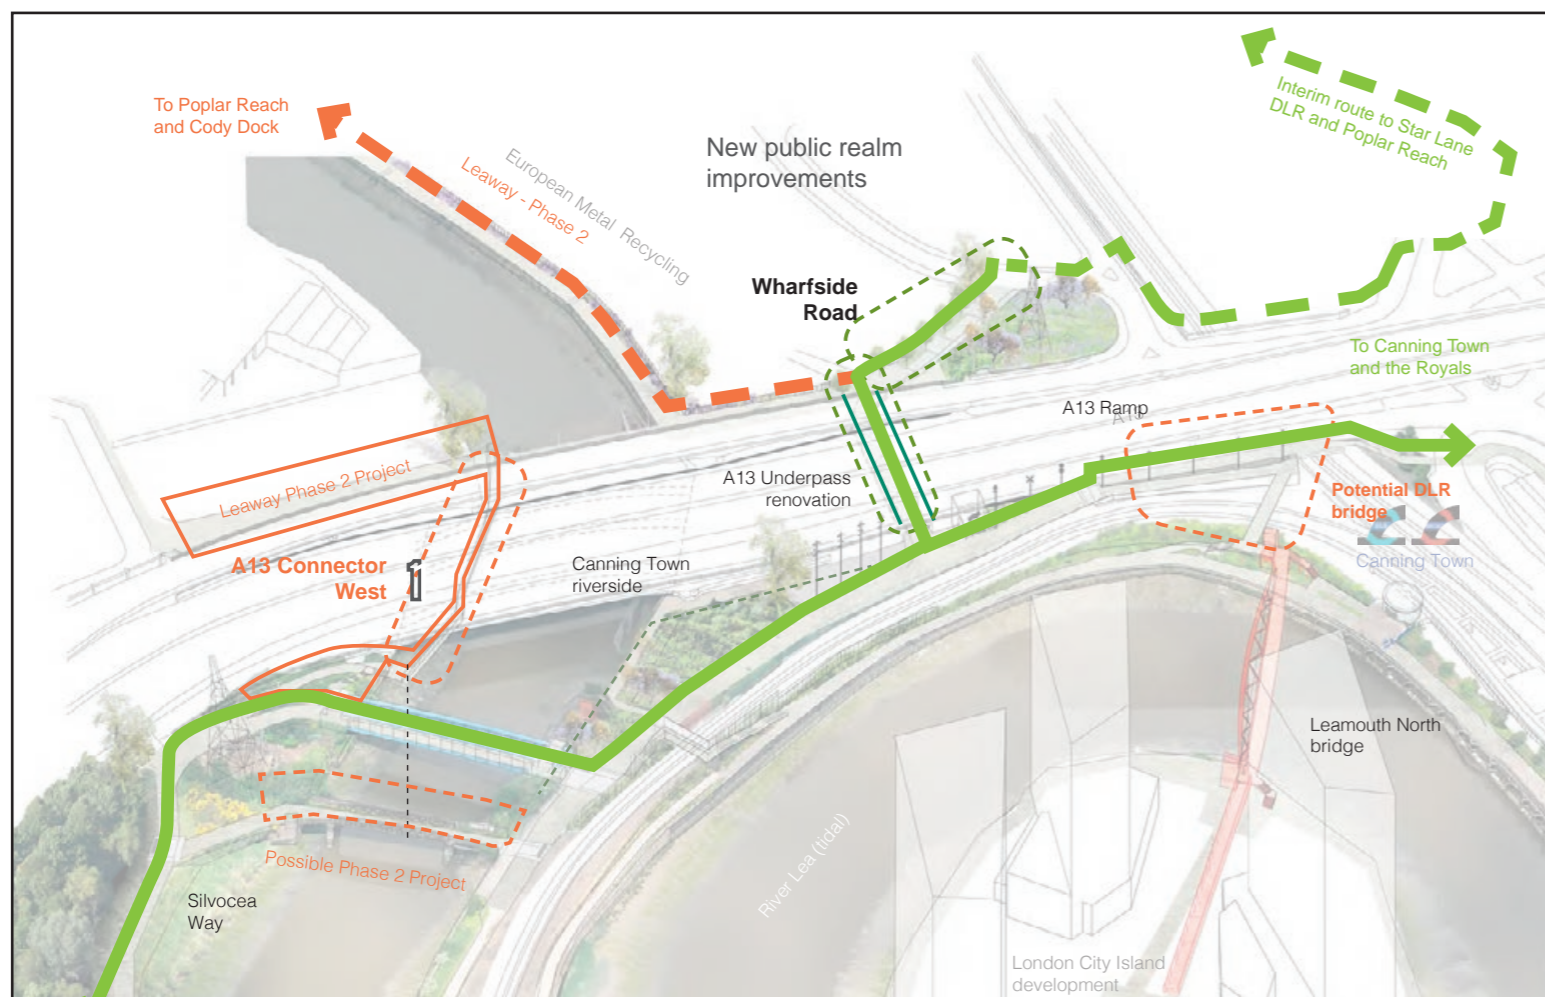 To Poplar Reach
and Cody Dock
European Metal Recycling
Leaway - Phase 2
New public realm
improvements
Interim route to Star Lane
DLR and Poplar Reach
Wharfside
Road
To Canning Town
and the Royals
A13 Ramp
A13
Leaway Phase 2 Project
A13 Underpass
renovation
Potential DLR
bridge
Canning Town
A13 Connector
West
1
Canning Town
riverside
Leamouth North
bridge
Possible Phase 2 Project
River Lea (tidal)
Silvocea
Way
London City Island
development